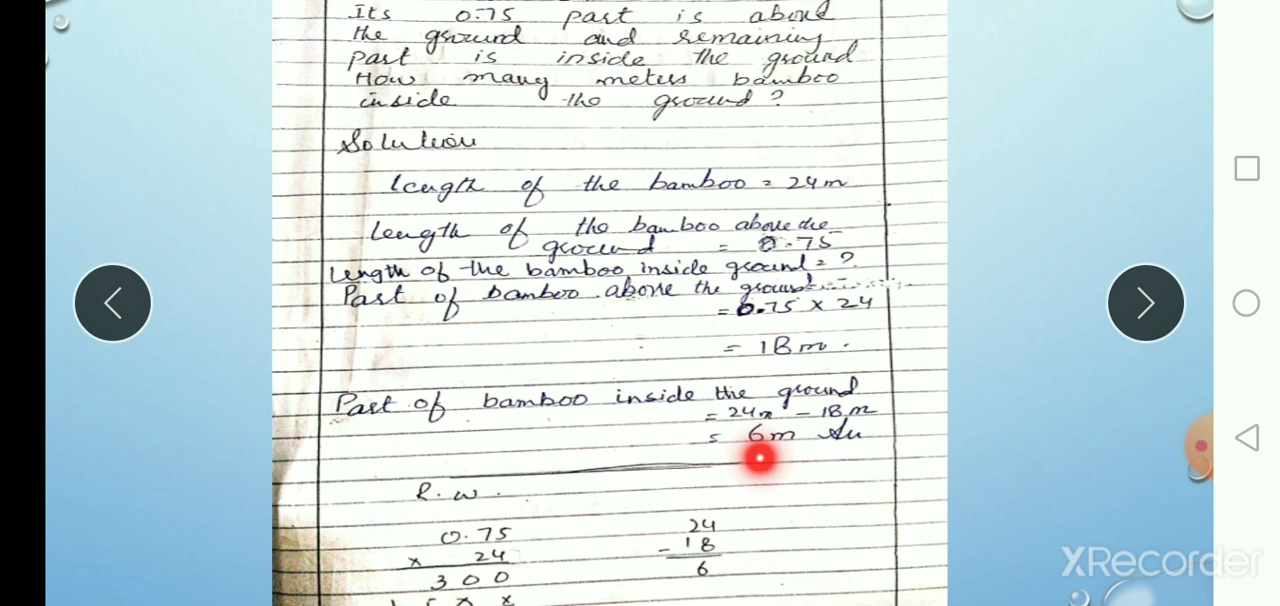 Its 0.75 part is above
the ground and remaining
part is inside the ground
How many meters bamboo
inside the ground?
Solution
length of the bamboo = 24m
Length of the bamboo above the
ground = 0.75
Length of the bamboo inside ground = ?
Part of bamboo above the ground
= 0.75 x 24
= 18m.
Part of bamboo inside the ground
= 24m - 18m
= 6m
R.w.
0.75
x 24
300
24
- 18
6
XRecorder